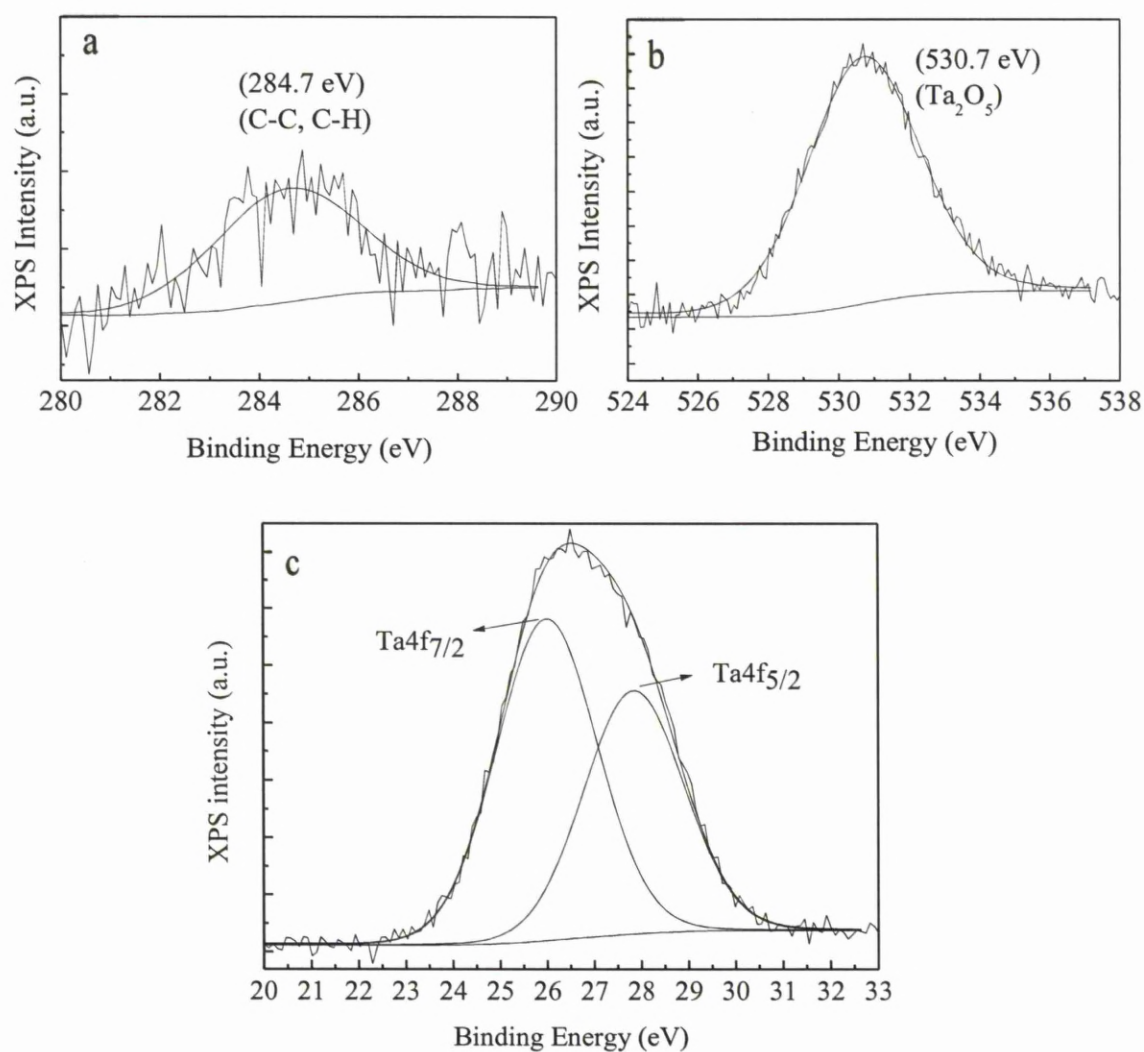 a
(284.7 eV)
(C-C, C-H)
XPS Intensity (a.u.)
280 282 284 286 288 290
Binding Energy (eV)
b
(530.7 eV)
(Ta₂O₅)
XPS Intensity (a.u.)
524 526 528 530 532 534 536 538
Binding Energy (eV)
c
Ta4f7/2
Ta4f5/2
XPS intensity (a.u.)
20 21 22 23 24 25 26 27 28 29 30 31 32 33
Binding Energy (eV)